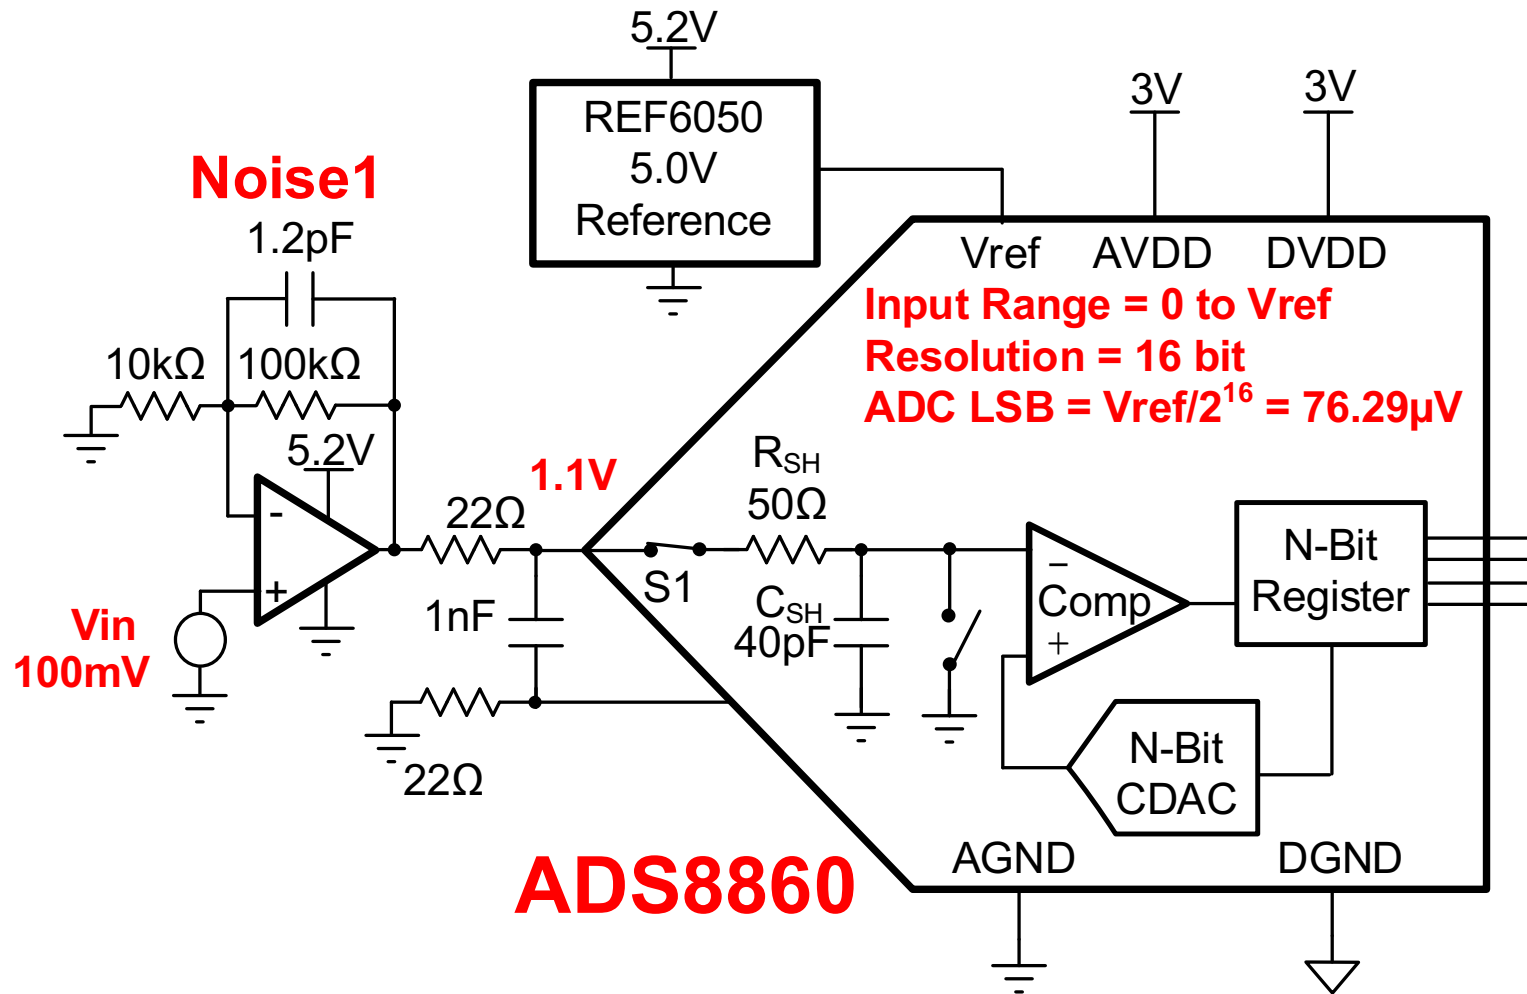 5.2V
REF6050
5.0V
Reference
3V
3V
Noise1
1.2pF
Vref
AVDD
DVDD
Input Range = 0 to Vref
Resolution = 16 bit
ADC LSB = Vref/2^16 = 76.29µV
10kΩ
100kΩ
5.2V
-
+
Vin
100mV
22Ω
1.1V
1nF
22Ω
S1
RSH
50Ω
CSH
40pF
−
Comp
+
N-Bit
Register
N-Bit
CDAC
AGND
DGND
ADS8860